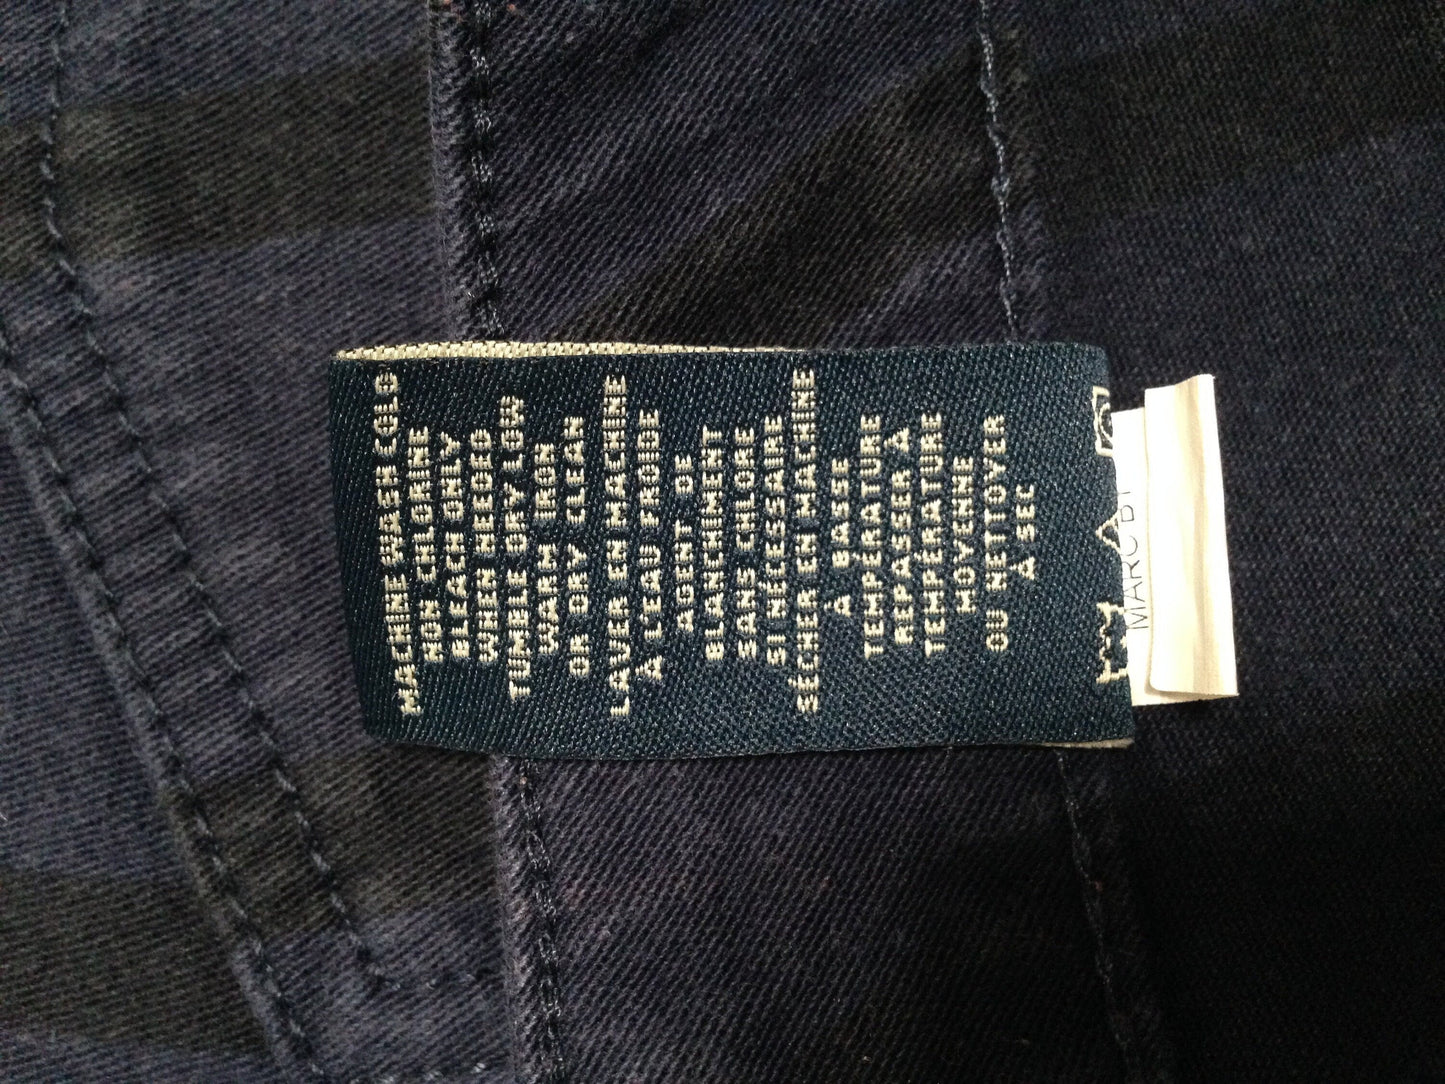 MACHINE WASH COLD
NON CHLORINE
BLEACH ONLY
WHEN NEEDED
TUMBLE DRY LOW
WARM IRON
OR DRY CLEAN
LAVER EN MACHINE
À L'EAU FROIDE
AGENT DE
BLANCHIMENT
SANS CHLORE
SI NÉCESSAIRE
SÉCHER EN MACHINE
À BASE
TEMPÉRATURE
REPASSER À
TEMPÉRATURE
MOYENNE
OU NETTOYER
À SEC
MARC BY